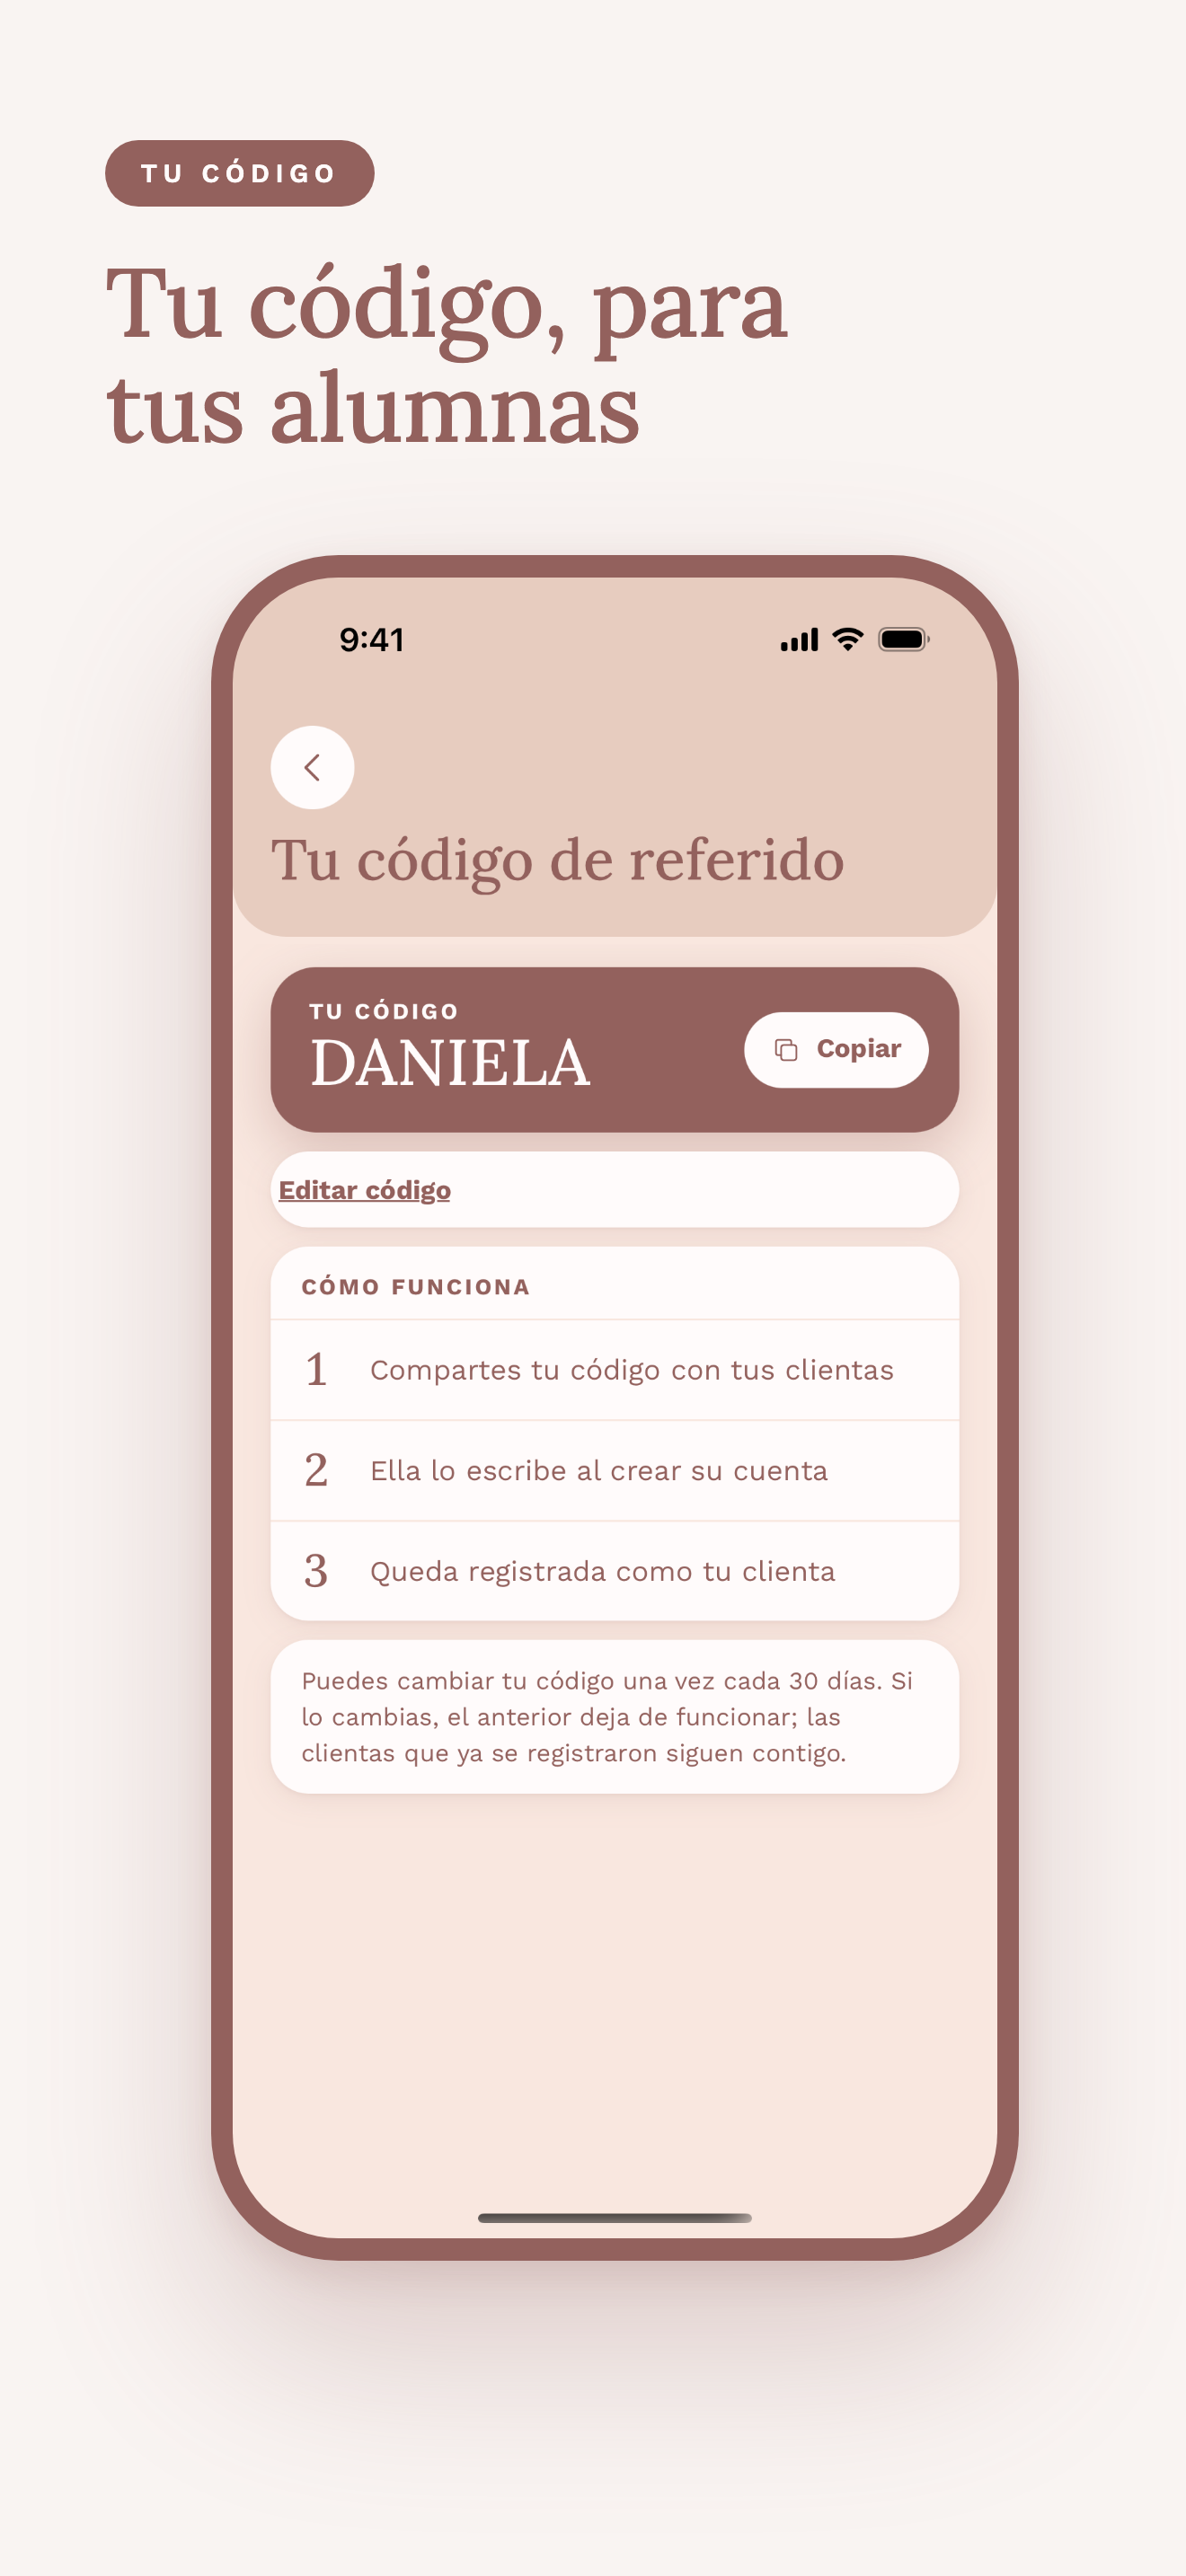 TU CÓDIGO
Tu código, para
tus alumnas
9:41
Tu código de referido
TU CÓDIGO
DANIELA
Copiar
Editar código
CÓMO FUNCIONA
1 Compartes tu código con tus clientas
2 Ella lo escribe al crear su cuenta
3 Queda registrada como tu clienta
Puedes cambiar tu código una vez cada 30 días. Si
lo cambias, el anterior deja de funcionar; las
clientas que ya se registraron siguen contigo.